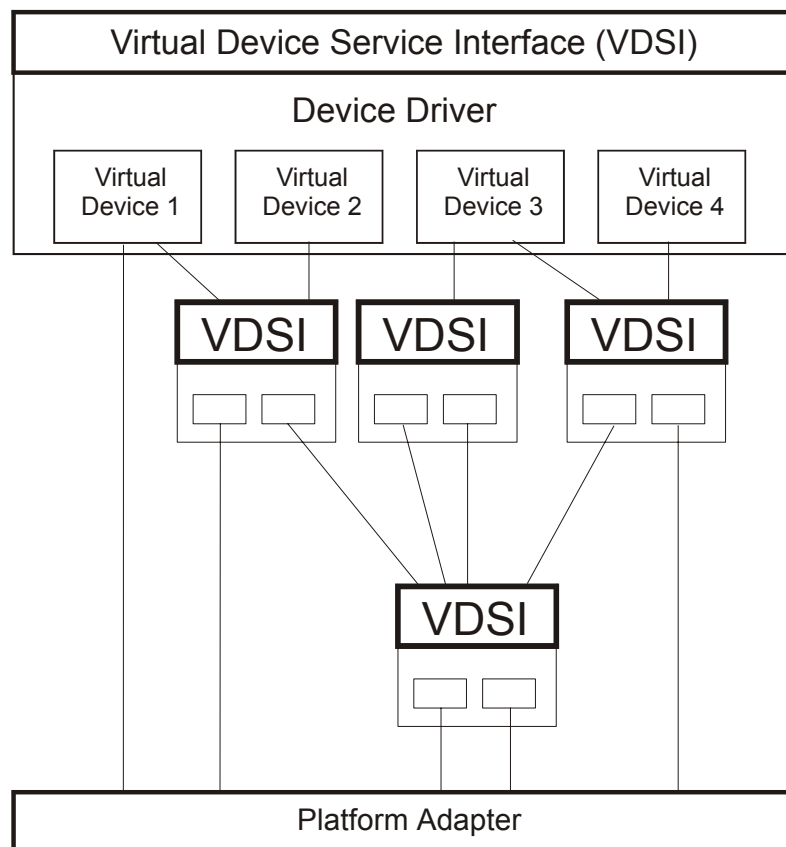 Virtual Device Service Interface (VDSI)
Device Driver
Virtual
Device 1
Virtual
Device 2
Virtual
Device 3
Virtual
Device 4
VDSI
VDSI
VDSI
VDSI
Platform Adapter